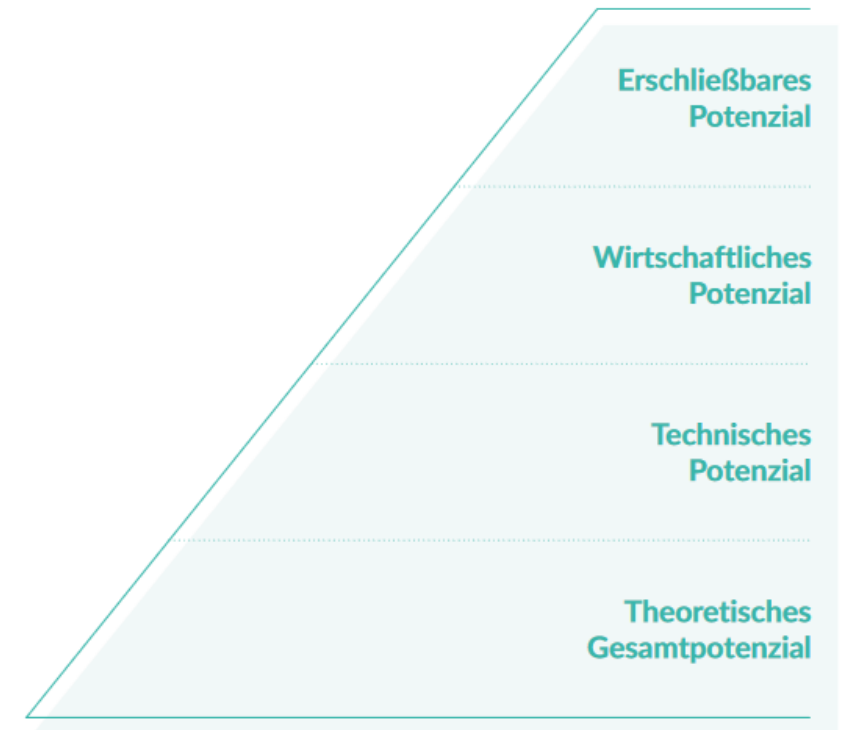 Erschließbares
Potenzial
Wirtschaftliches
Potenzial
Technisches
Potenzial
Theoretisches
Gesamtpotenzial